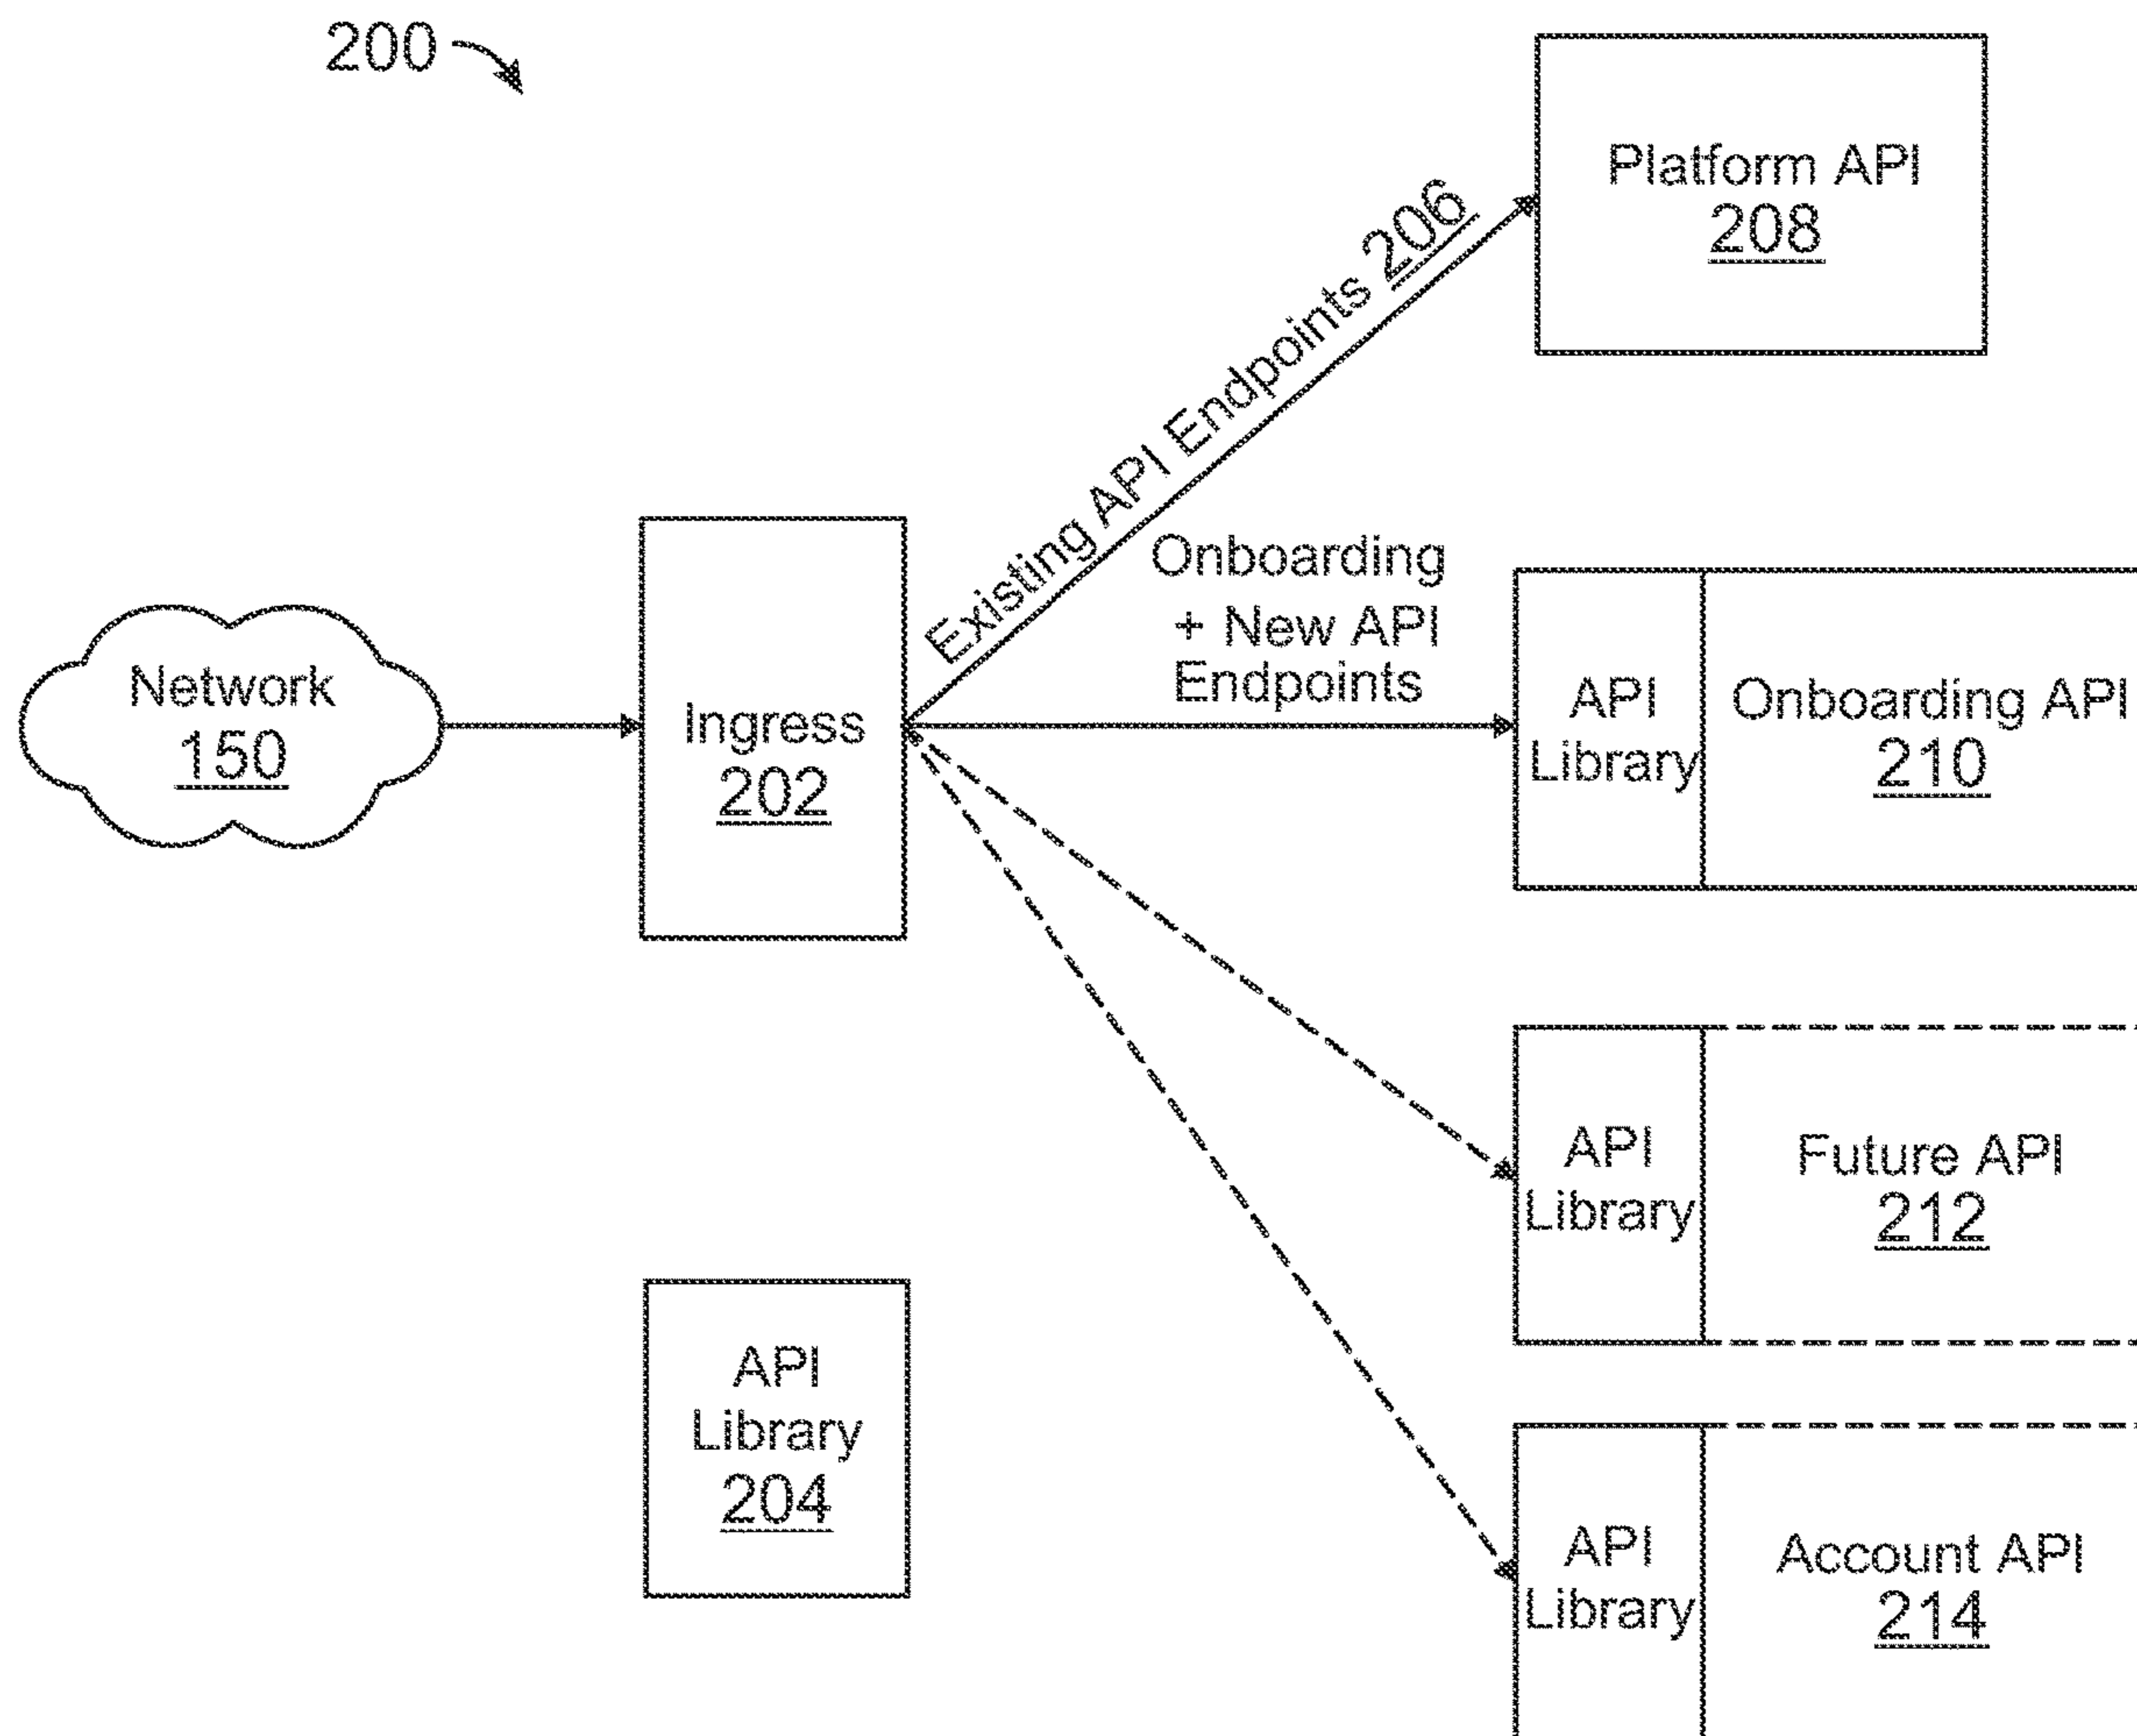 200
Platform API
208
Existing API Endpoints 206
Onboarding
+ New API
Endpoints
Network
150
Ingress
202
API
Library
Onboarding API
210
API
Library
Future API
212
API
Library
204
API
Library
Account API
214